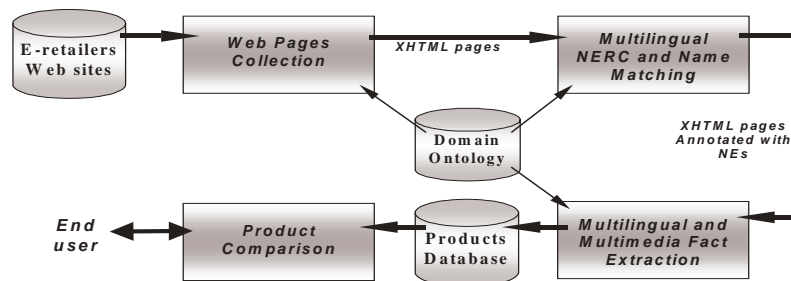 E-retailers
Web sites
Web Pages
Collection
XHTML pages
Multilingual
NERC and Name
Matching
Domain
Ontology
XHTML pages
Annotated with
NEs
End
user
Product
Comparison
Products
Database
Multilingual and
Multimedia Fact
Extraction